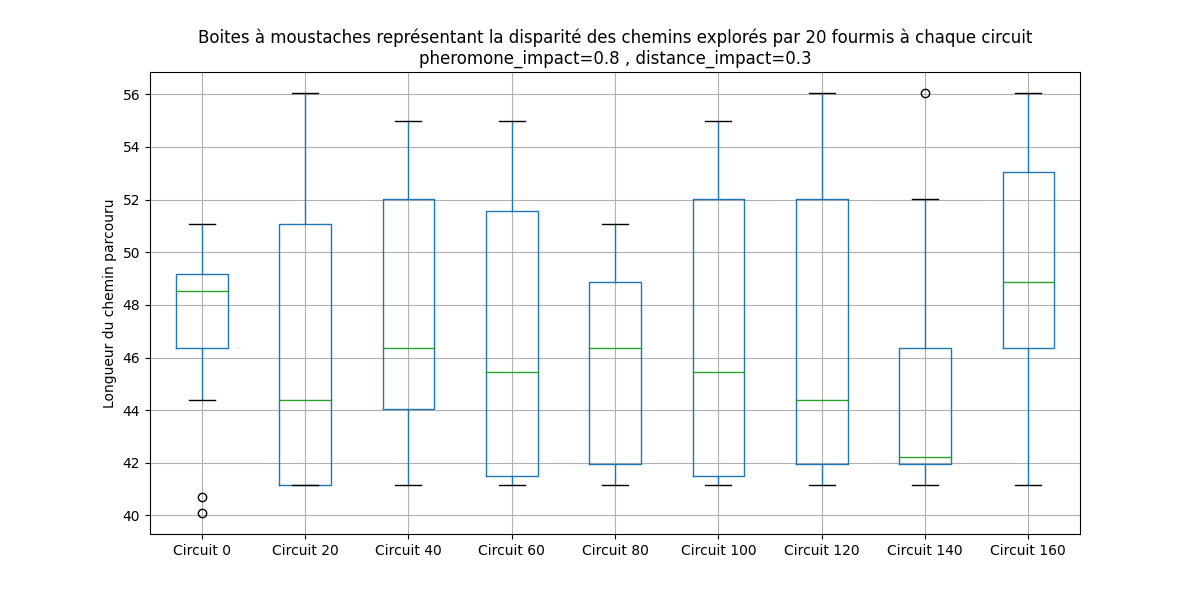 Boites à moustaches représentant la disparité des chemins explorés par 20 fourmis à chaque circuit
pheromone_impact=0.8 , distance_impact=0.3
Longueur du chemin parcouru
56
54
52
50
48
46
44
42
40
Circuit 0 Circuit 20 Circuit 40 Circuit 60 Circuit 80 Circuit 100 Circuit 120 Circuit 140 Circuit 160